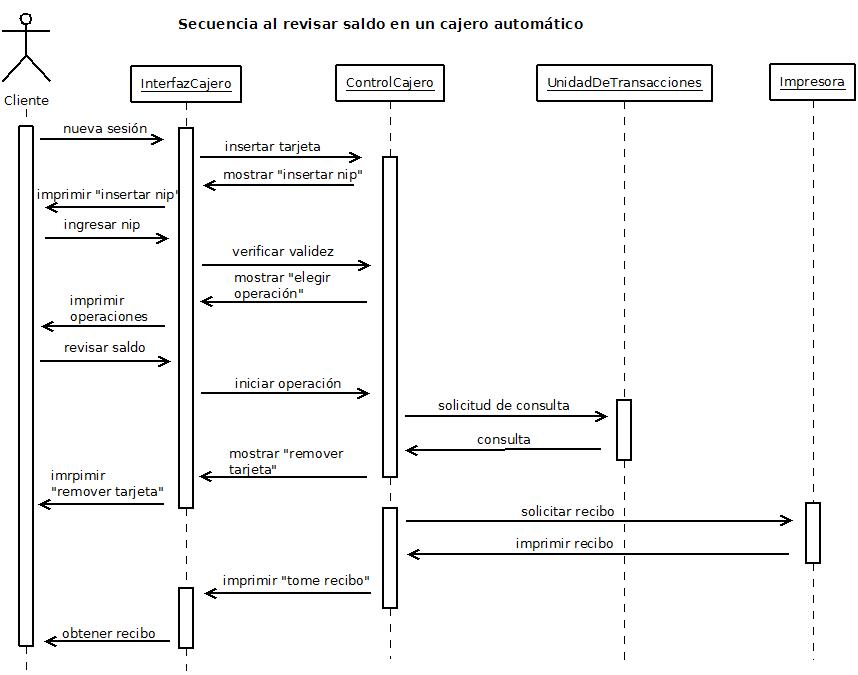 Secuencia al revisar saldo en un cajero automático
Cliente
InterfazCajero
ControlCajero
UnidadDeTransacciones
Impresora
nueva sesión
insertar tarjeta
mostrar "insertar nip"
imprimir "insertar nip"
ingresar nip
verificar validez
mostrar "elegir
operación"
imprimir
operaciones
revisar saldo
iniciar operación
solicitud de consulta
consulta
mostrar "remover
tarjeta"
imrpimir
"remover tarjeta"
solicitar recibo
imprimir recibo
imprimir "tome recibo"
obtener recibo